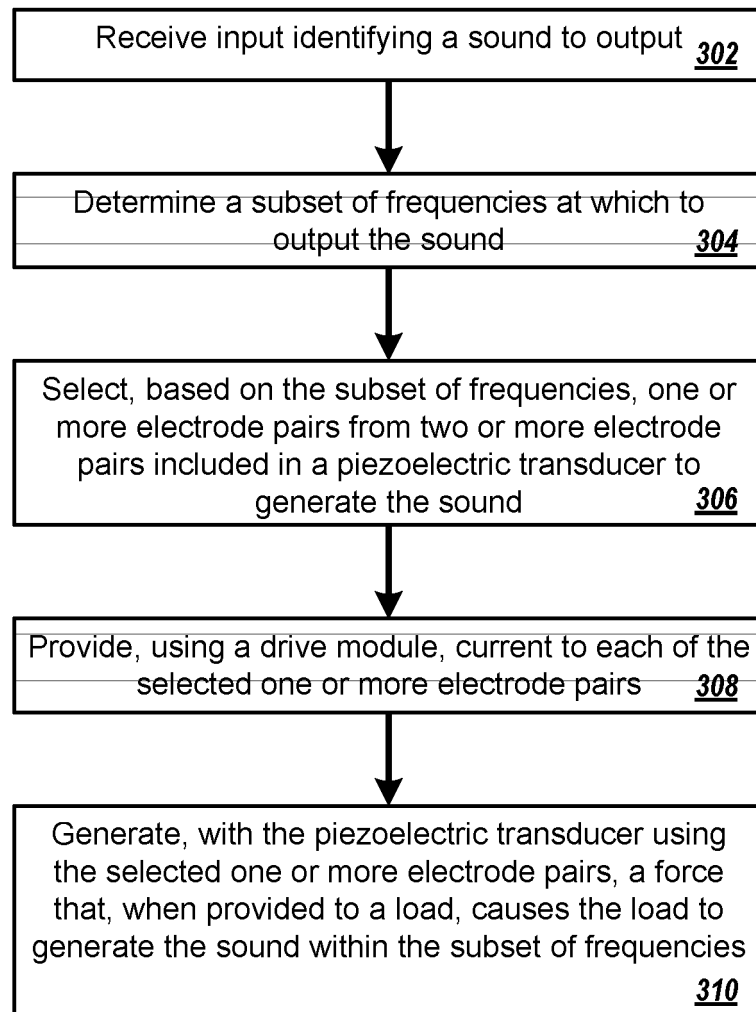 Receive input identifying a sound to output 302
Determine a subset of frequencies at which to
output the sound 304
Select, based on the subset of frequencies, one or
more electrode pairs from two or more electrode
pairs included in a piezoelectric transducer to
generate the sound 306
Provide, using a drive module, current to each of the
selected one or more electrode pairs 308
Generate, with the piezoelectric transducer using
the selected one or more electrode pairs, a force
that, when provided to a load, causes the load to
generate the sound within the subset of frequencies
310